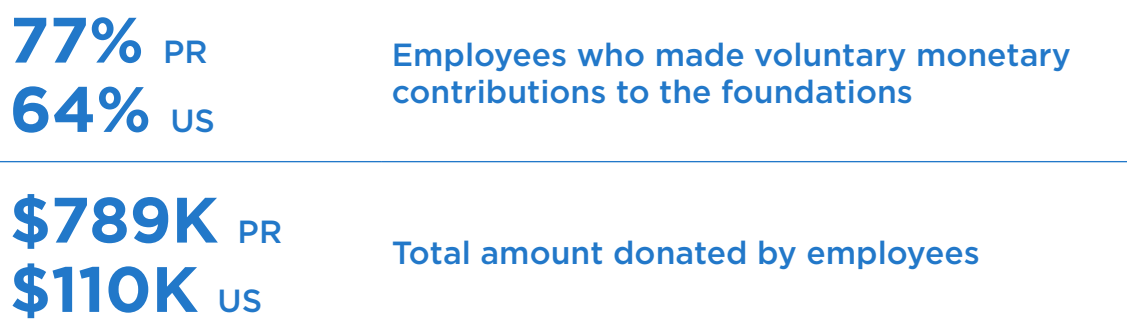 77% PR
64% US
Employees who made voluntary monetary
contributions to the foundations
$789K PR
$110K US
Total amount donated by employees